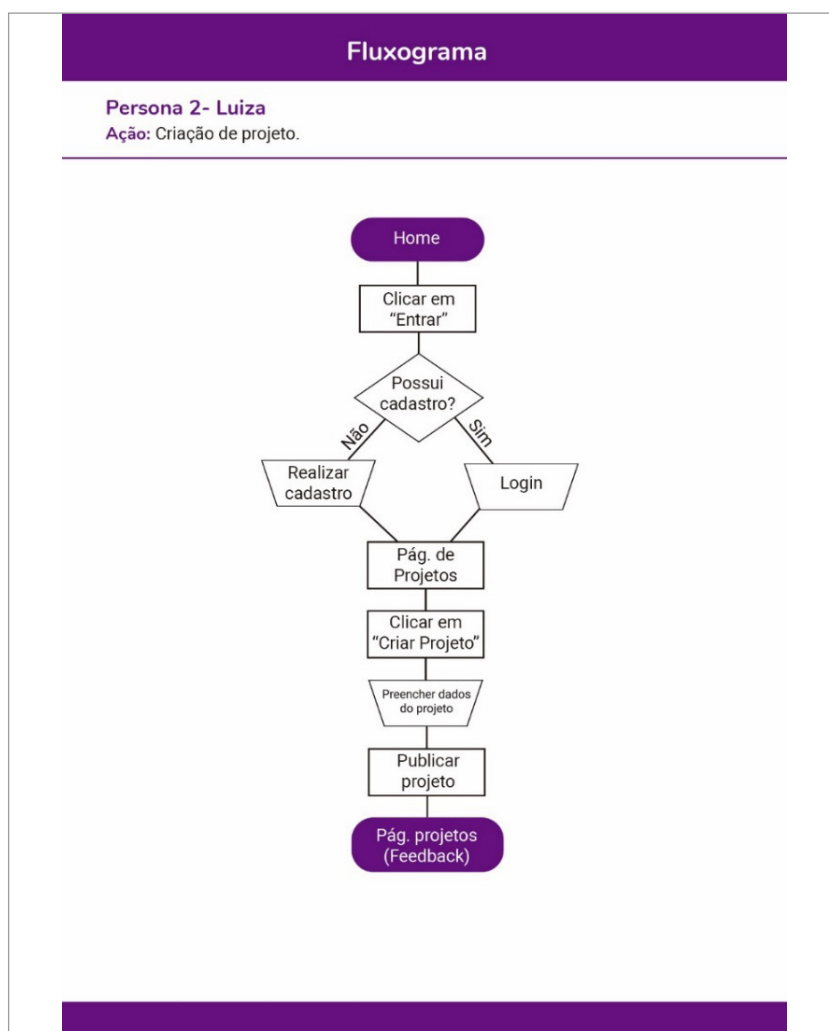 Fluxograma
Persona 2- Luiza
Ação: Criação de projeto.
Home
Clicar em
“Entrar”
Possui
cadastro?
Não
Sim
Realizar
cadastro
Login
Pág. de
Projetos
Clicar em
“Criar Projeto”
Preencher dados
do projeto
Publicar
projeto
Pág. projetos
(Feedback)